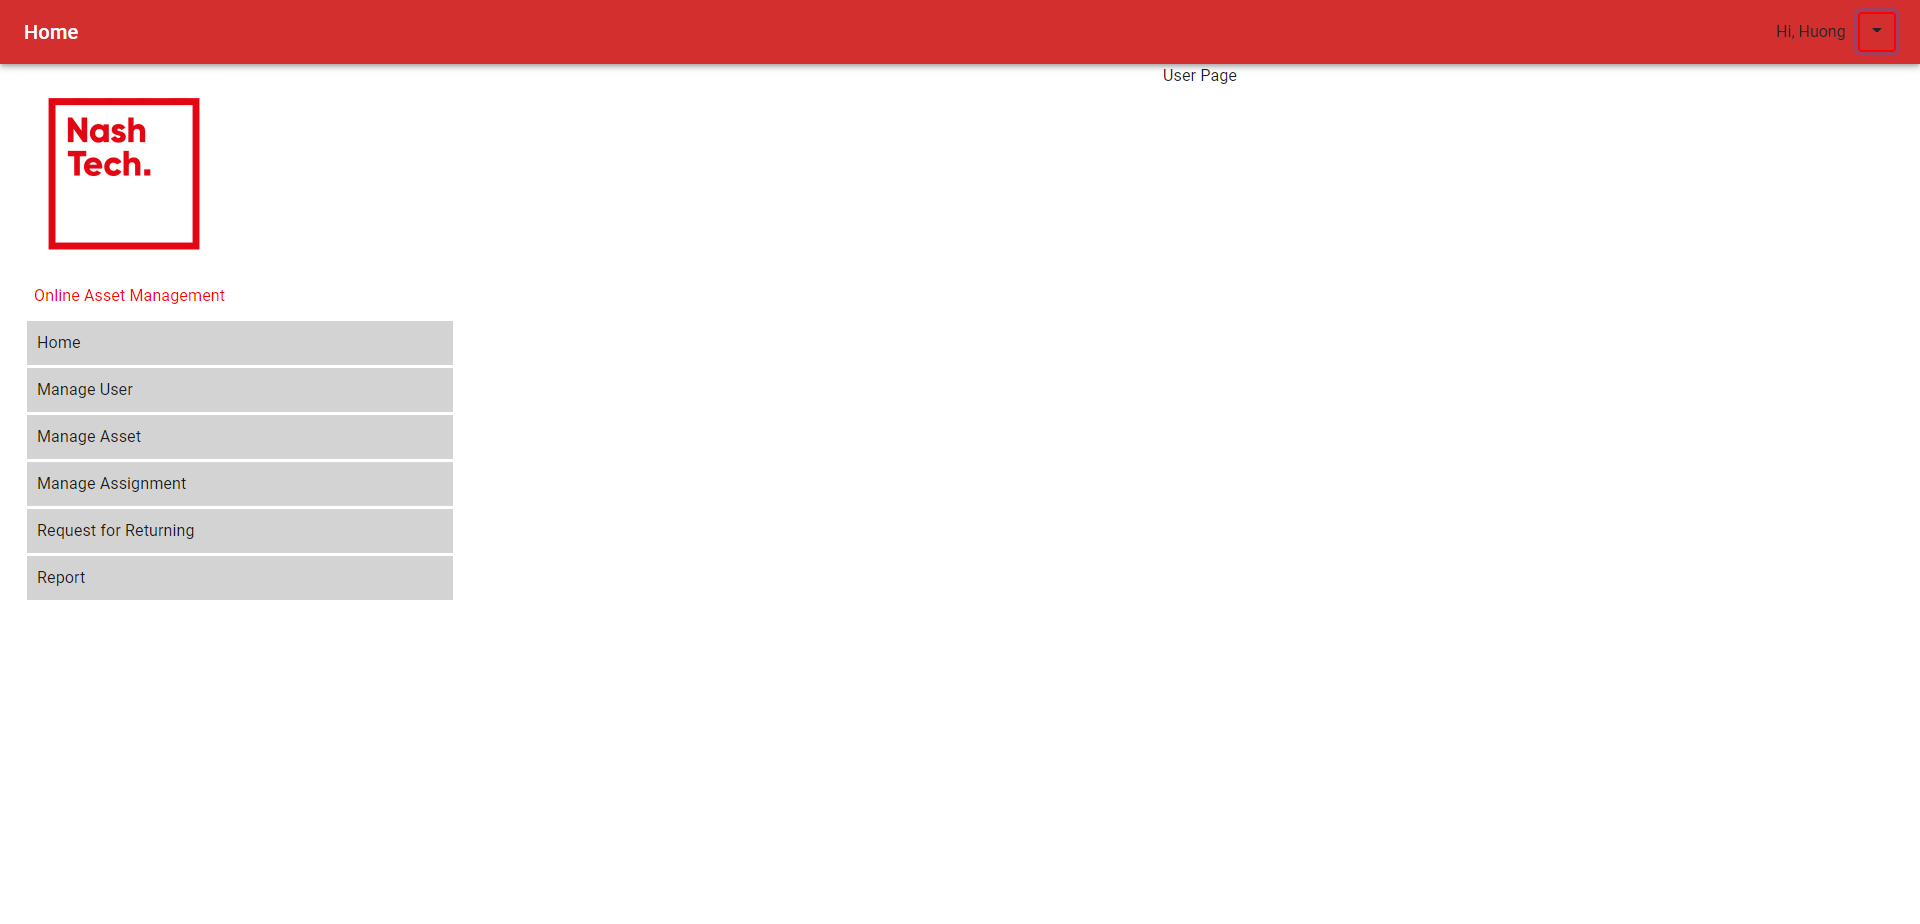 Home
Hi, Huong
User Page
Nash
Tech.
Online Asset Management
Home
Manage User
Manage Asset
Manage Assignment
Request for Returning
Report